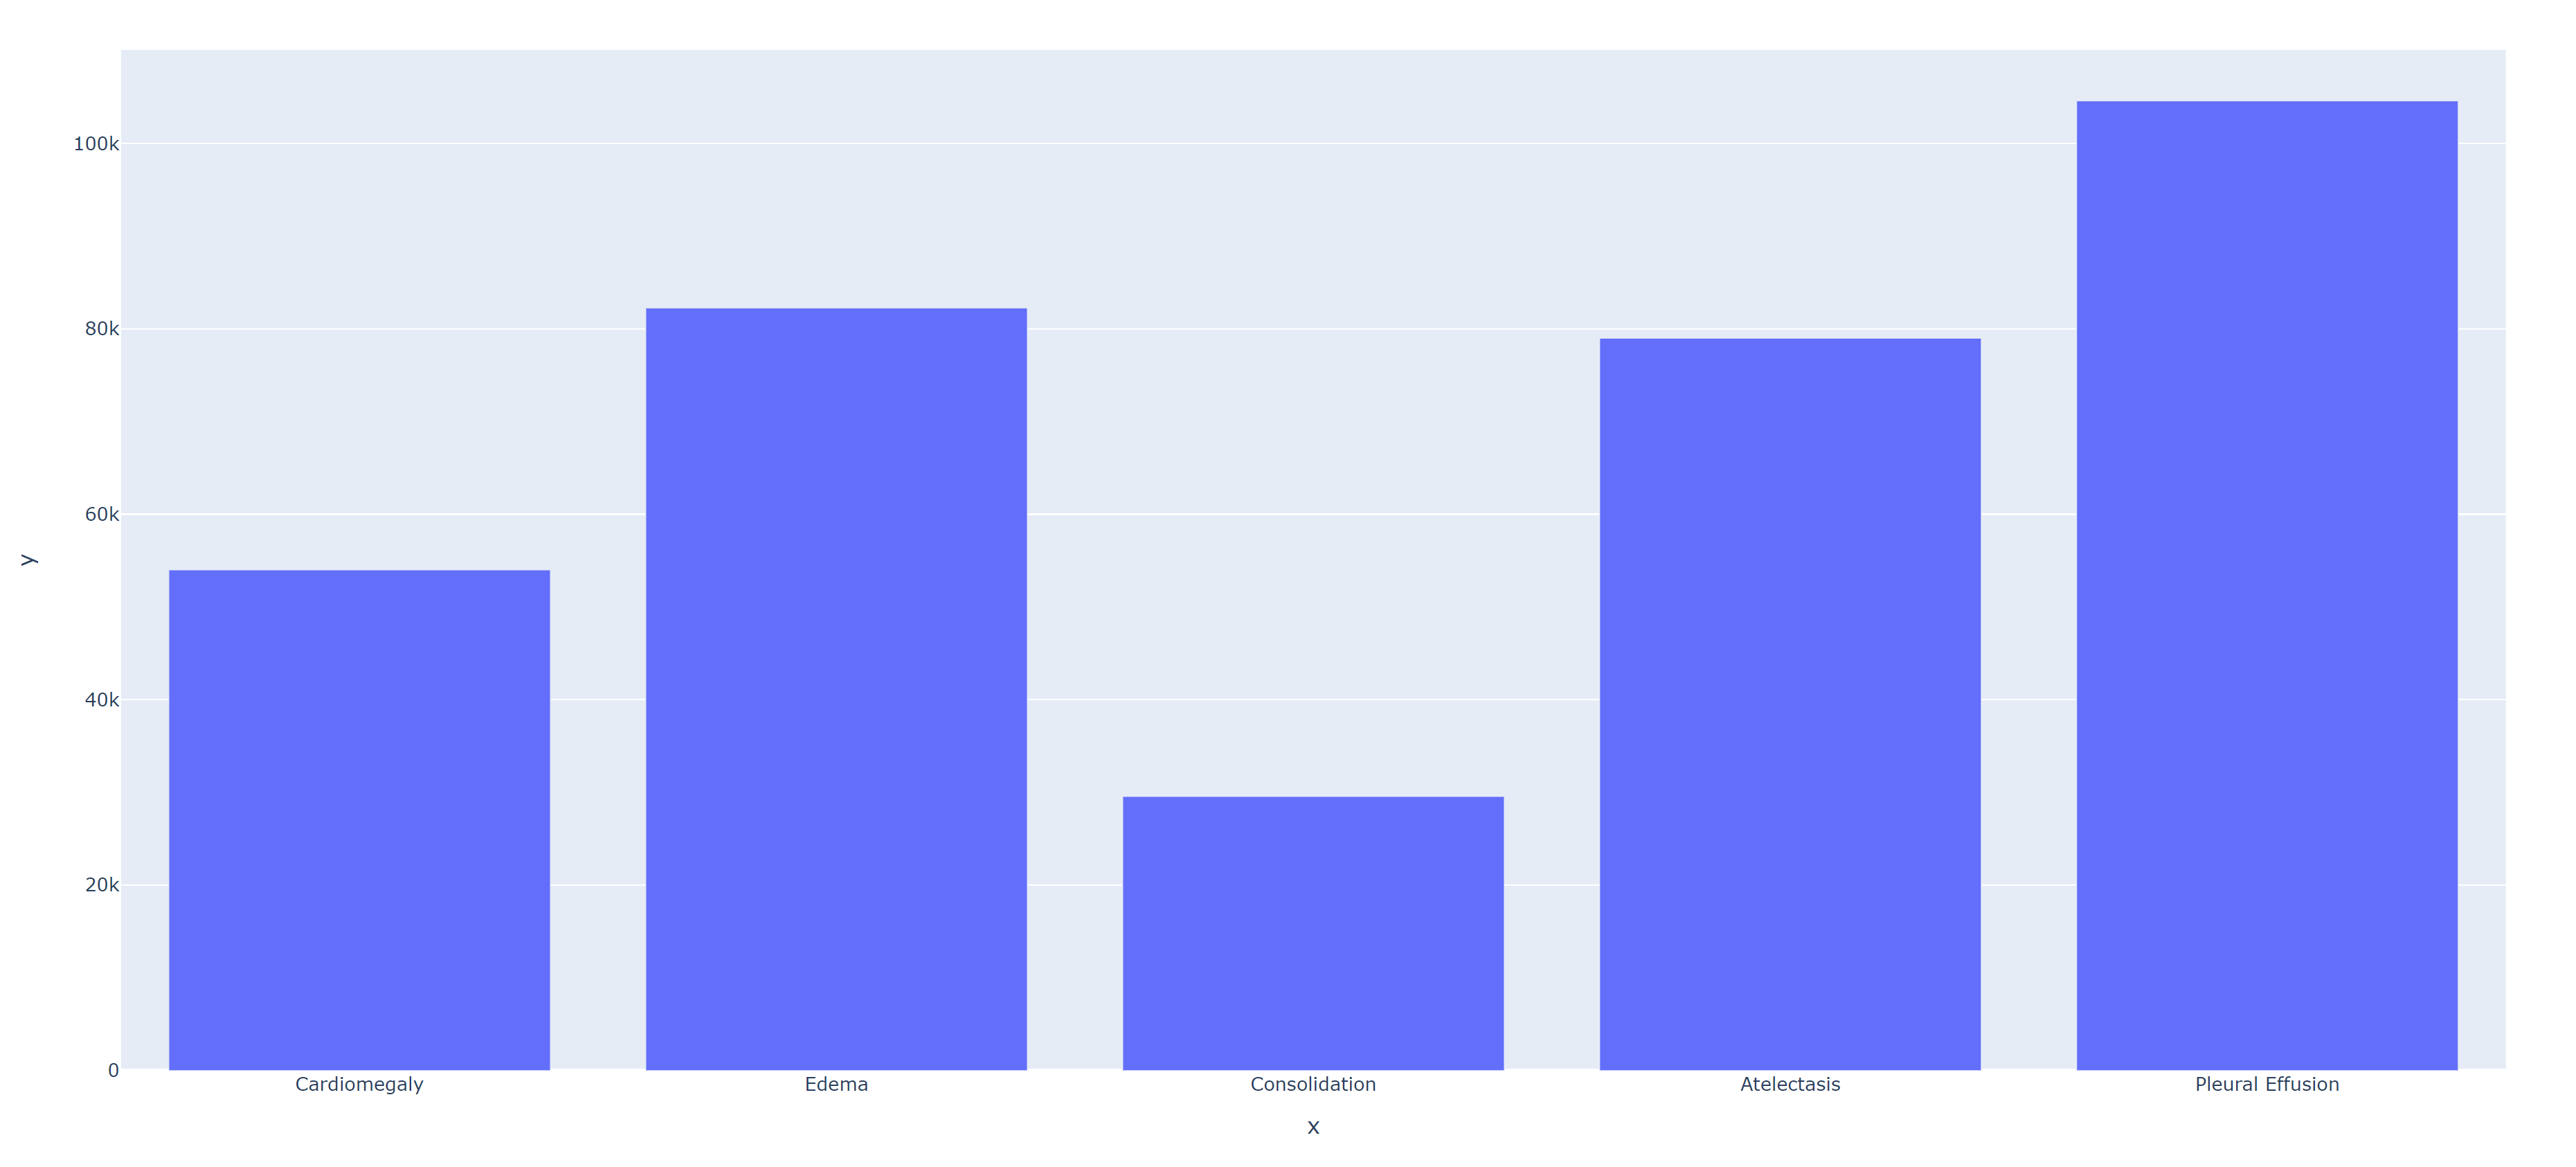 100k
80k
60k
40k
20k
0
y
Cardiomegaly
Edema
Consolidation
Atelectasis
Pleural Effusion
x